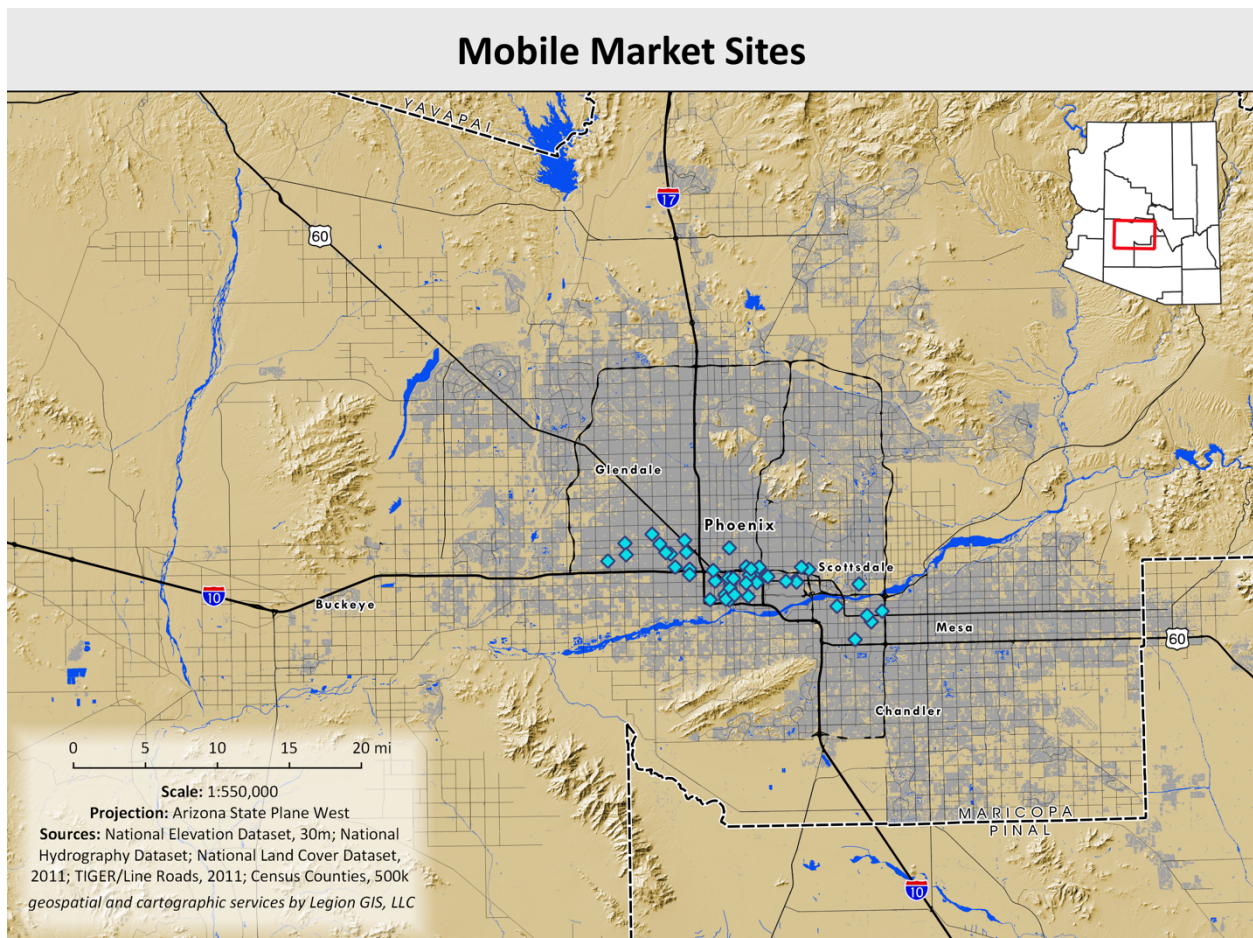 Mobile Market Sites
YAVAPAI
17
60
Glendale
Phoenix
Scottsdale
10
Buckeye
Mesa
60
Chandler
MARICOPA
PINAL
0 5 10 15 20 mi
Scale: 1:550,000
Projection: Arizona State Plane West
Sources: National Elevation Dataset, 30m; National
Hydrography Dataset; National Land Cover Dataset,
2011; TIGER/Line Roads, 2011; Census Counties, 500k
geospatial and cartographic services by Legion GIS, LLC
10